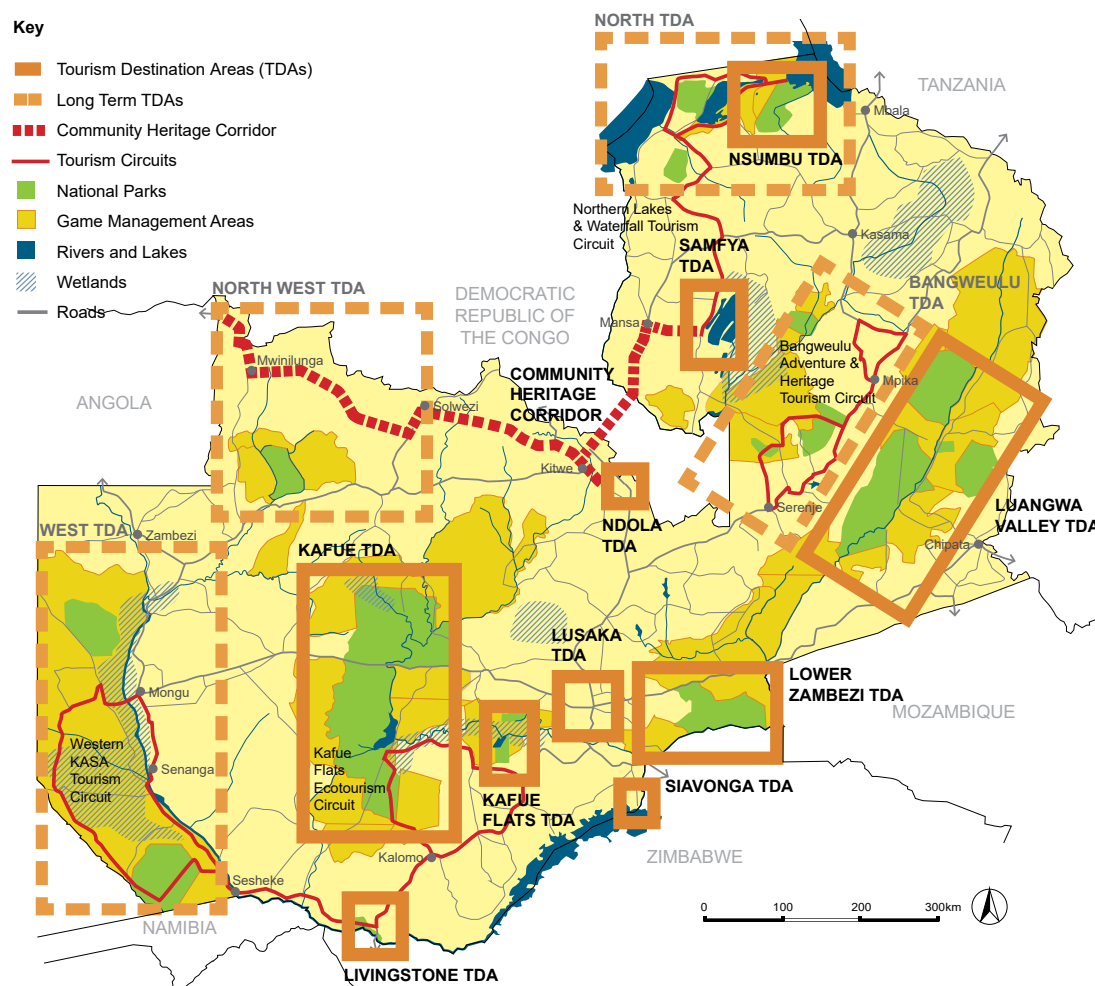 Key
Tourism Destination Areas (TDAs)
Long Term TDAs
Community Heritage Corridor
Tourism Circuits
National Parks
Game Management Areas
Rivers and Lakes
Wetlands
Roads
NORTH TDA
TANZANIA
Mbala
NSUMBU TDA
Northern Lakes
& Waterfall Tourism
Circuit
Kasama
SAMFYA
TDA
BANGWEULU
TDA
NORTH WEST TDA
DEMOCRATIC
REPUBLIC OF
THE CONGO
Mansa
Bangweulu
Adventure &
Heritage
Tourism Circuit
Mwinilunga
Mpika
COMMUNITY
HERITAGE
CORRIDOR
ANGOLA
Solwezi
Kitwe
NDOLA
TDA
Serenje
LUANGWA
VALLEY TDA
Chipata
WEST TDA
Zambezi
KAFUE TDA
LUSAKA
TDA
LOWER
ZAMBEZI TDA
MOZAMBIQUE
Mongu
Western
KASA
Tourism
Circuit
Senanga
Kafue
Flats
Ecotourism
Circuit
KAFUE
FLATS TDA
SIAVONGA TDA
ZIMBABWE
Kalomo
Sesheke
NAMIBIA
LIVINGSTONE TDA
0 100 200 300km